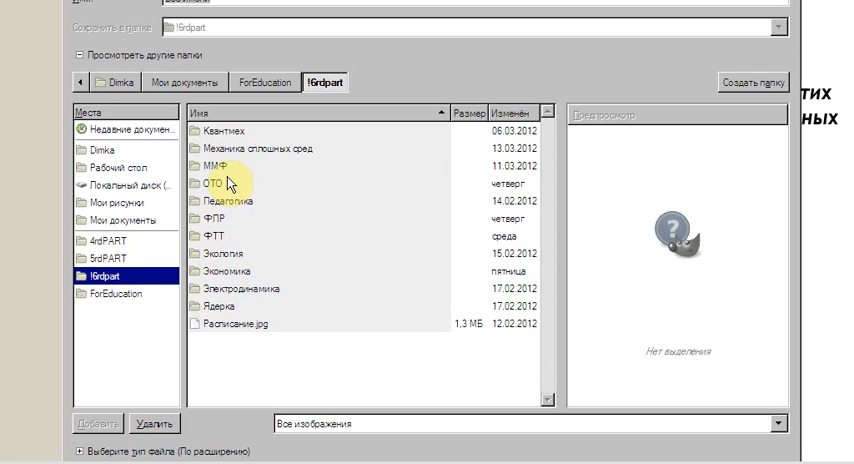 Сохранить в папке: !6rdpart
Просмотреть другие папки
Dimka Мои документы ForEducation !6rdpart Создать папку
тих
ных
Места
Недавние докумен...
Dimka
Рабочий стол
Локальный диск (...
Мои рисунки
Мои документы
4rdPART
5rdPART
!6rdpart
ForEducation
Имя Размер Изменён
Квантмех 06.03.2012
Механика сплошных сред 13.03.2012
ММФ 11.03.2012
ОТО четверг
Педагогика 14.02.2012
ФПР четверг
ФТТ среда
Экология 15.02.2012
Экономика пятница
Электродинамика 17.02.2012
Ядерка 17.02.2012
Расписание.jpg 1,3 МБ 12.02.2012
Предпросмотр
Нет выделения
Добавить Удалить Все изображения
Выберите тип файла (По расширению)